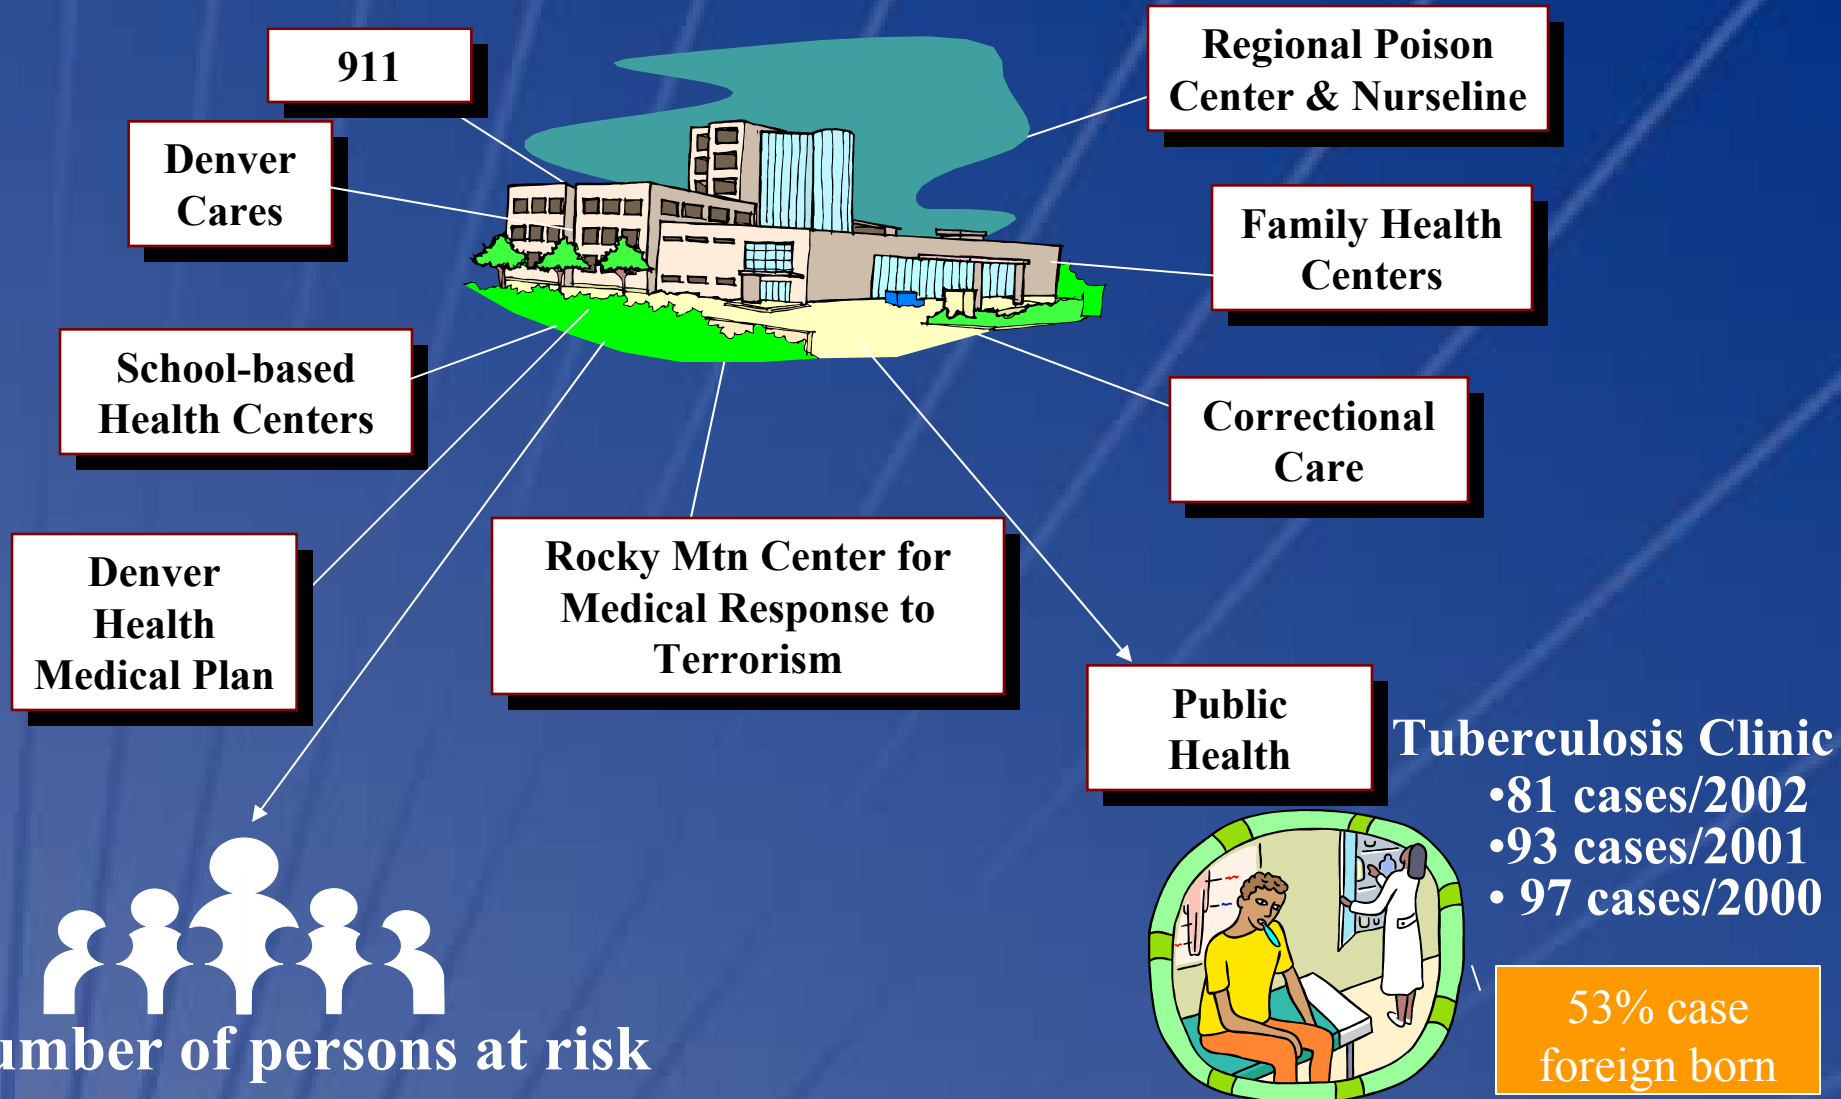 911
Regional Poison
Center & Nurseline
Denver
Cares
Family Health
Centers
School-based
Health Centers
Correctional
Care
Denver
Health
Medical Plan
Rocky Mtn Center for
Medical Response to
Terrorism
Public
Health
Tuberculosis Clinic
•81 cases/2002
•93 cases/2001
• 97 cases/2000
53% case
foreign born
umber of persons at risk